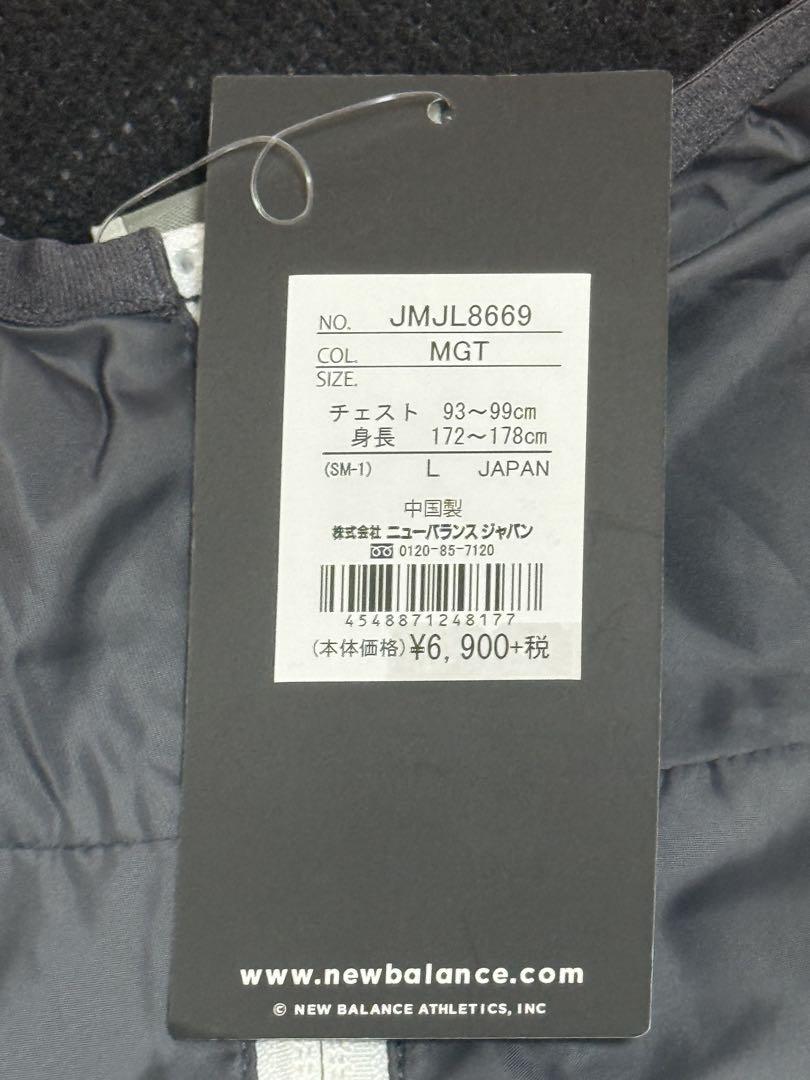 NO. JMJL8669
COL. MGT
SIZE.
チェスト 93～99cm
身長 172～178cm
(SM-1) L JAPAN
中国製
株式会社 ニューバランス ジャパン
0120-85-7120
4548871248177
(本体価格)¥6,900+税
www.newbalance.com
© NEW BALANCE ATHLETICS, INC